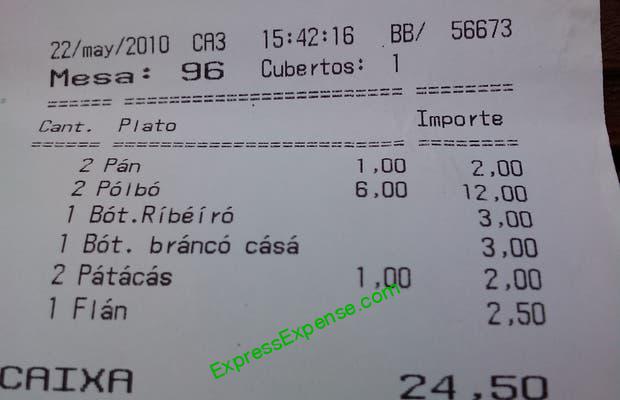 22/may/2010 CA3 15:42:16 BB/ 56673
Mesa: 96 Cubertos: 1
Cant. Plato Importe
2 Pán 1,00 2,00
2 Pólbó 6,00 12,00
1 Bót.Ríbéíró 3,00
1 Bót. bráncó cásá 3,00
2 Pátácás 1,00 2,00
1 Flán 2,50
ExpressExpense.com
CAIXA 24,50